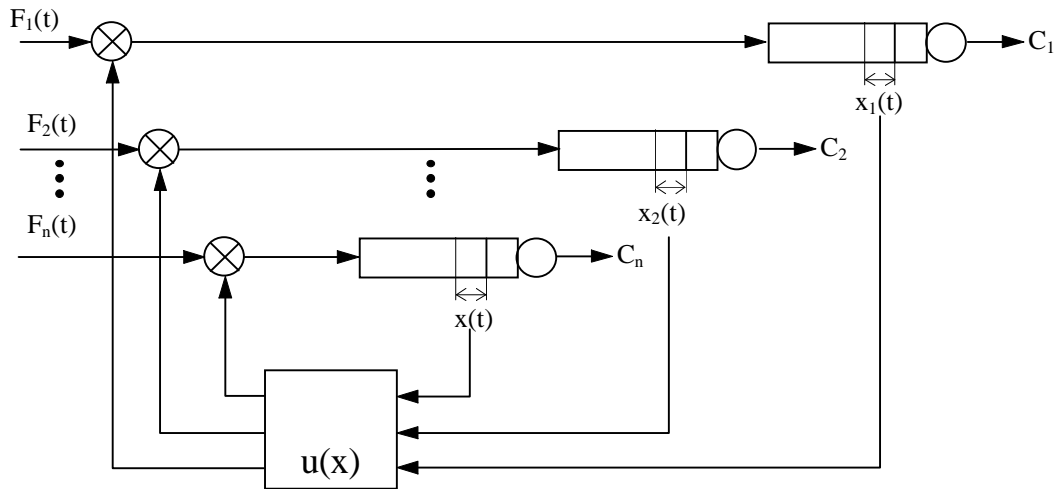 F₁(t)
C₁
x₁(t)
F₂(t)
C₂
x₂(t)
Fₙ(t)
Cₙ
x(t)
u(x)